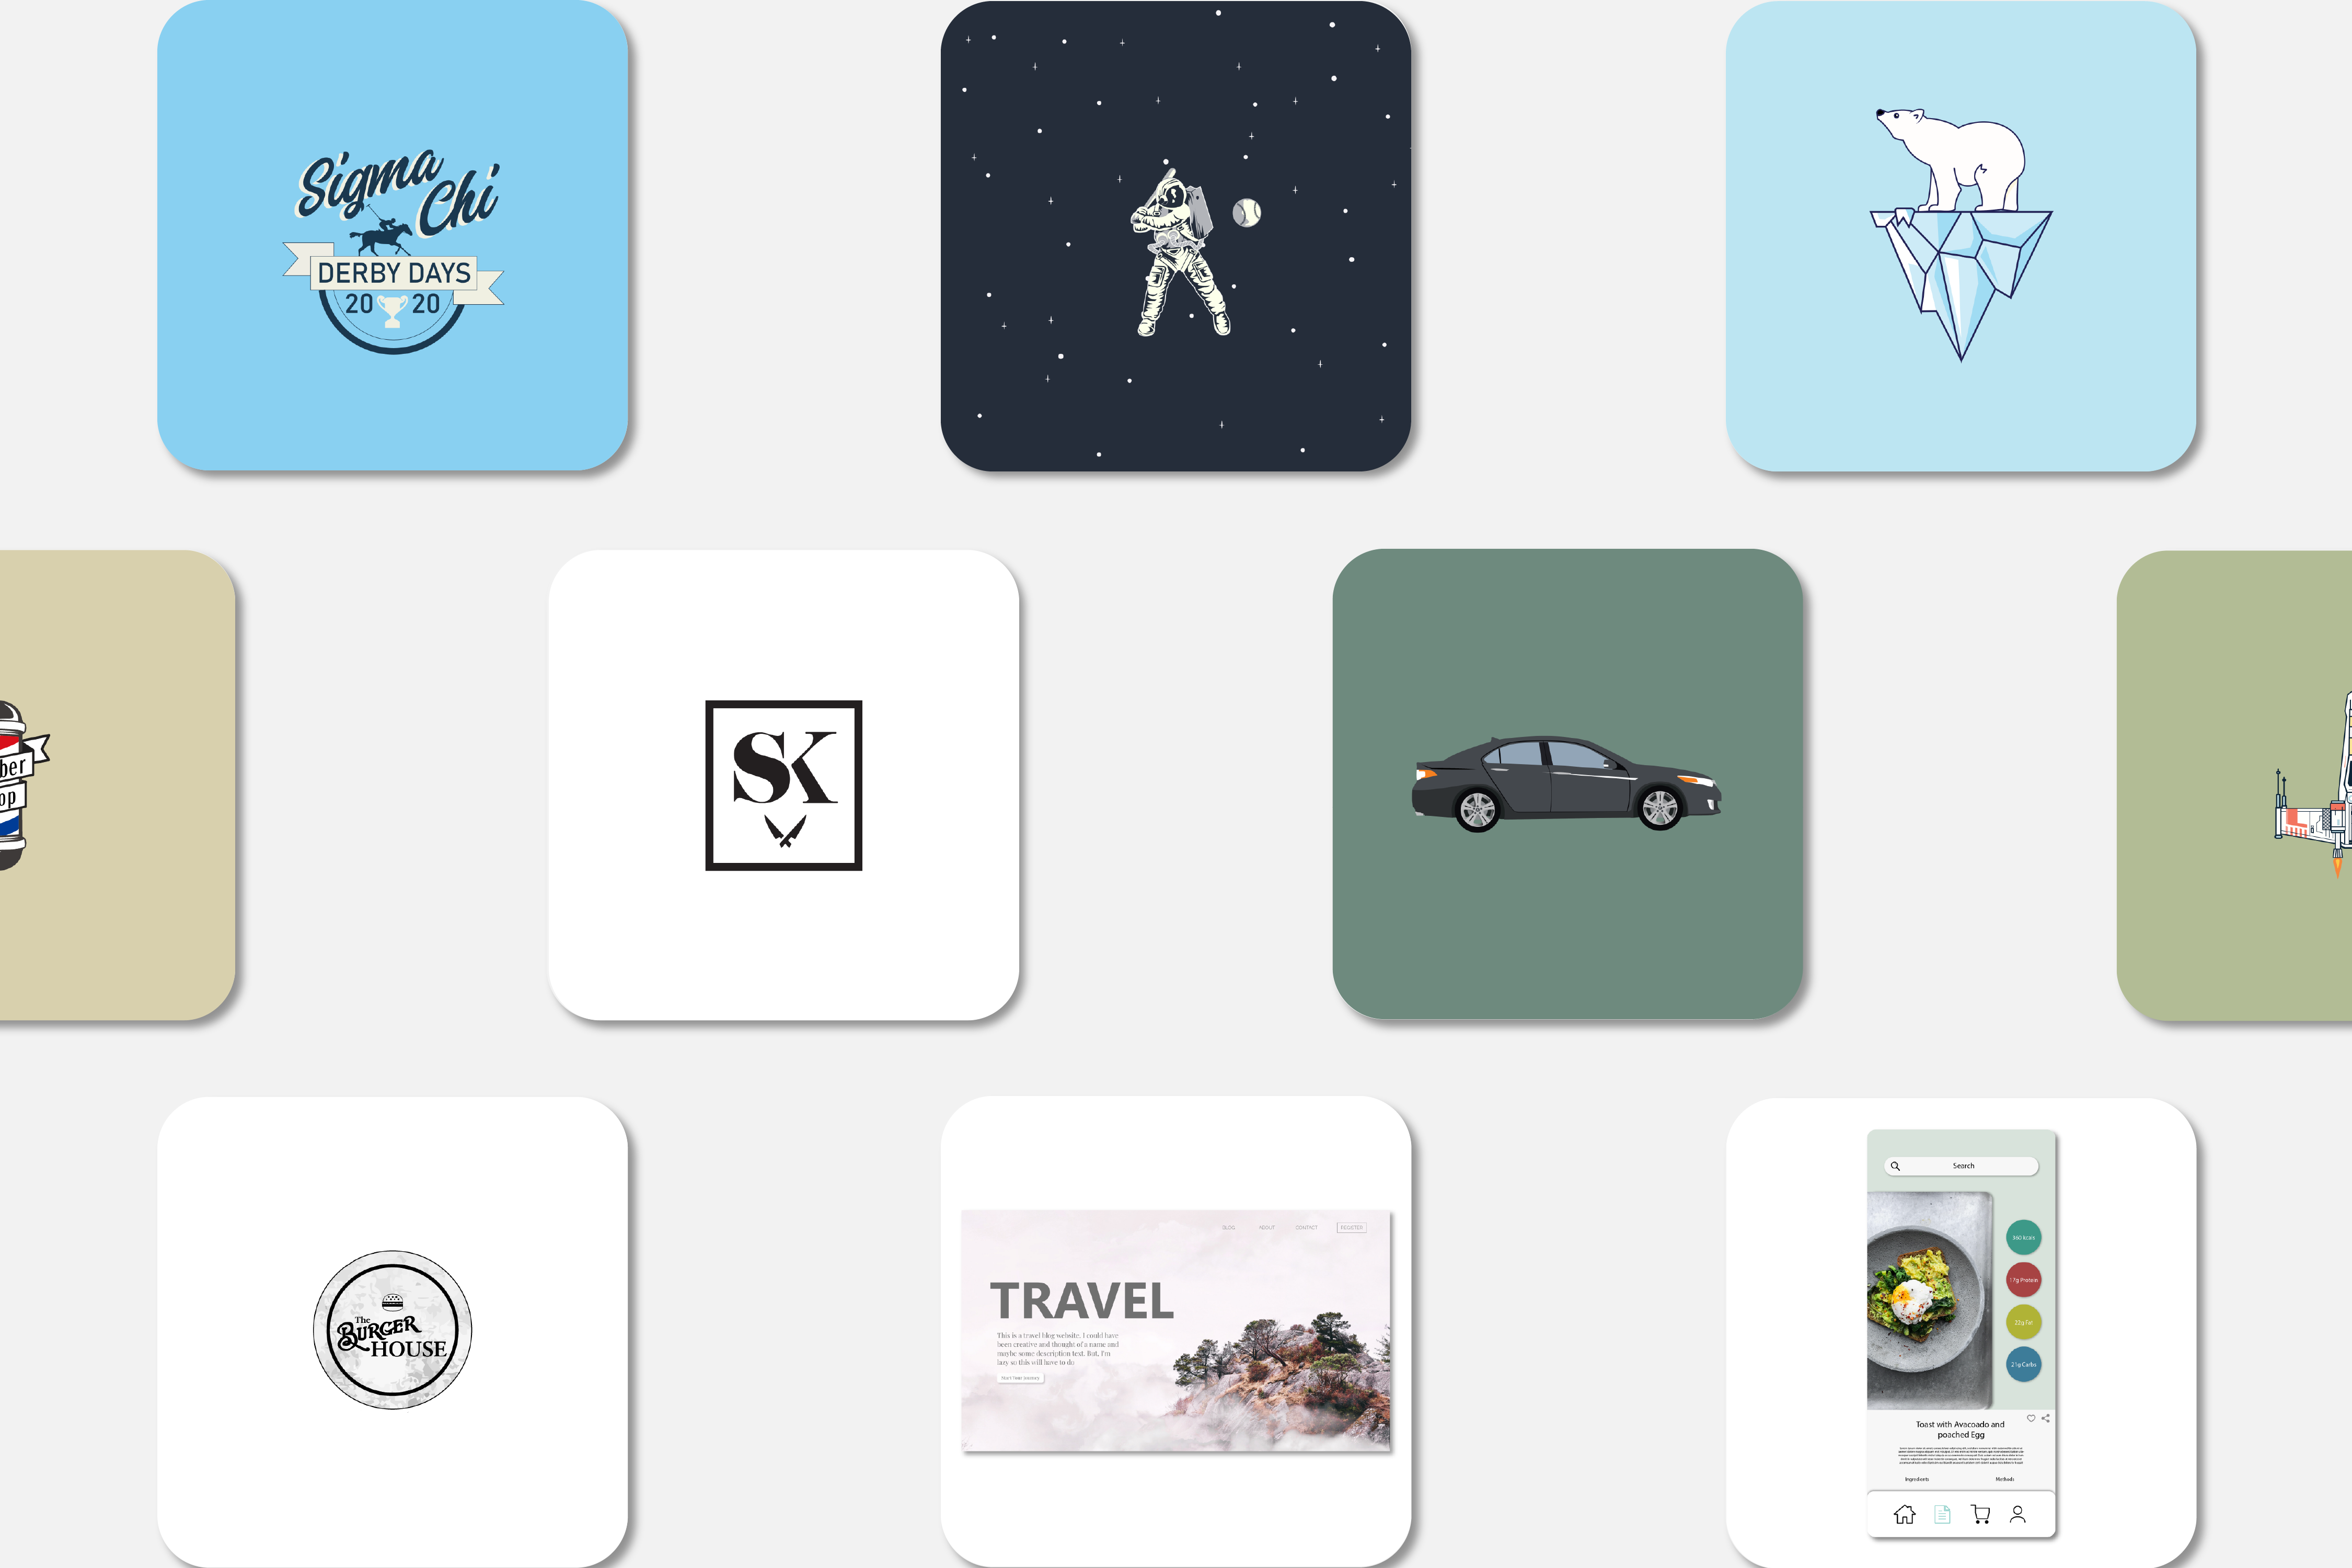 Sigma
Chi
DERBY DAYS
20 20
ber
op
SK
The
BURGER
HOUSE
BLOG ABOUT CONTACT REGISTER
TRAVEL
This is a travel blog website. I could have
been creative and thought of a name and
maybe some description text. But, I'm
lazy so this will have to do
Start Your Journey
Search
360 kcals
17g Protein
22g Fat
21g Carbs
Toast with Avacoado and
poached Egg
Ingredients Methods